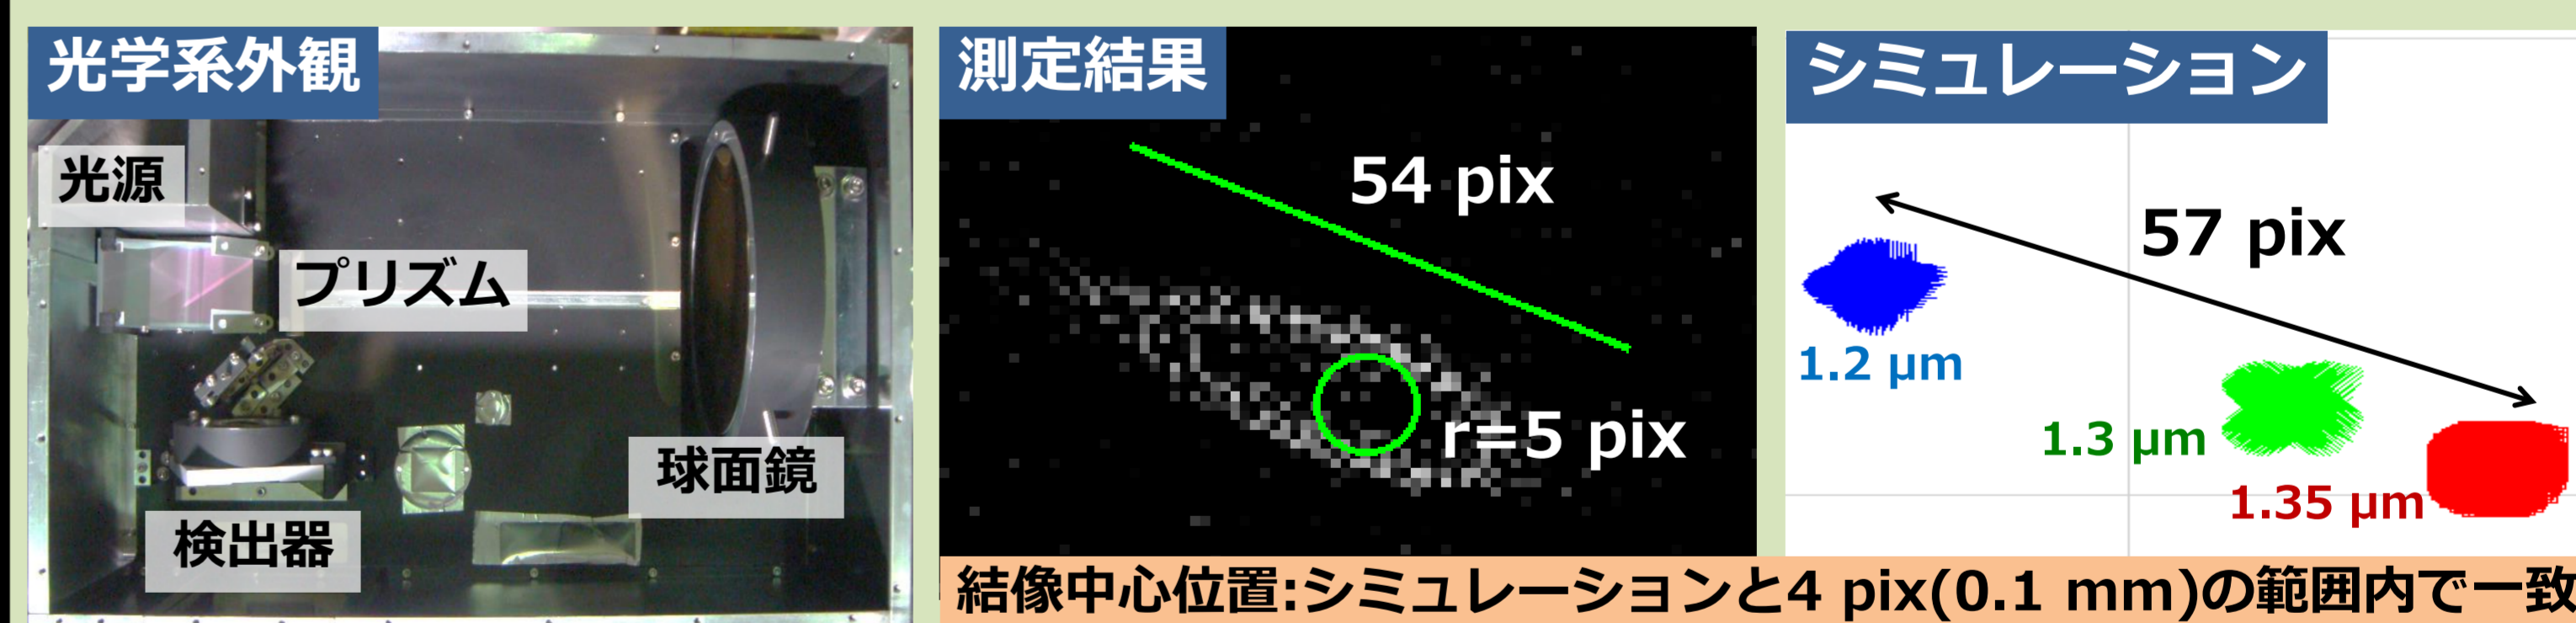 光学系外観
光源
プリズム
球面鏡
検出器
測定結果
54 pix
r=5 pix
シミュレーション
57 pix
1.2 µm
1.3 µm
1.35 µm
結像中心位置:シミュレーションと4 pix(0.1 mm)の範囲内で一致